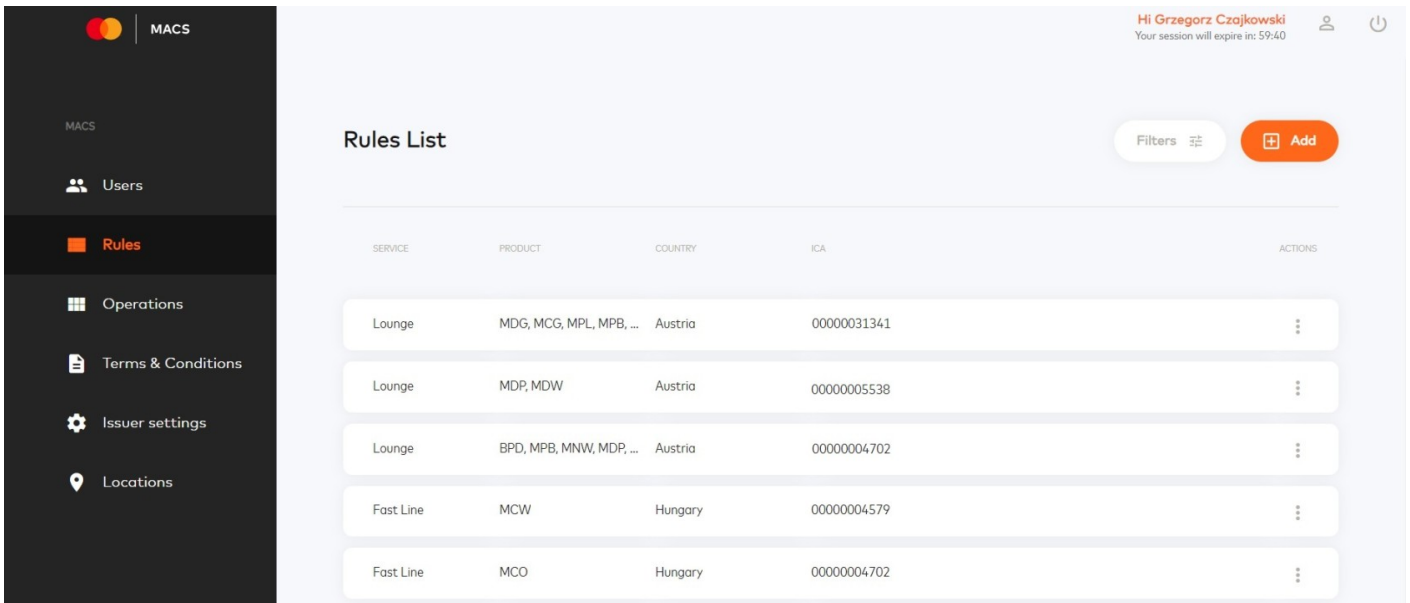 MACS
Hi Grzegorz Czajkowski
Your session will expire in: 59:40
MACS
Users
Rules
Operations
Terms & Conditions
Issuer settings
Locations
Rules List
Filters
Add
SERVICE PRODUCT COUNTRY ICA ACTIONS
Lounge MDG, MCG, MPL, MPB, ... Austria 00000031341
Lounge MDP, MDW Austria 00000005538
Lounge BPD, MPB, MNW, MDP, ... Austria 00000004702
Fast Line MCW Hungary 00000004579
Fast Line MCO Hungary 00000004702